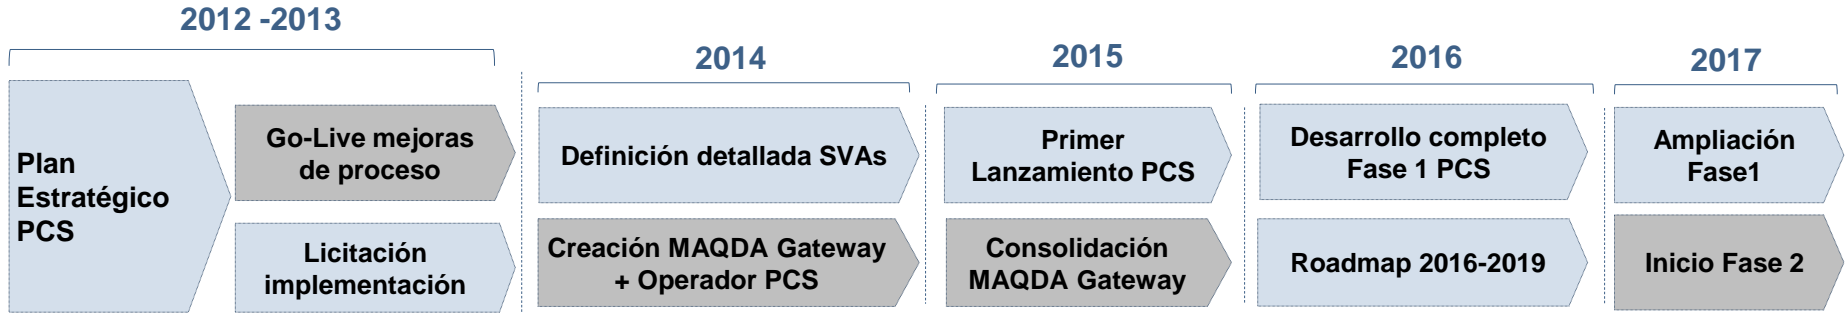 2012 -2013
Plan
Estratégico
PCS
Go-Live mejoras
de proceso
Licitación
implementación
2014
Definición detallada SVAs
Creación MAQDA Gateway
+ Operador PCS
2015
Primer
Lanzamiento PCS
Consolidación
MAQDA Gateway
2016
Desarrollo completo
Fase 1 PCS
Roadmap 2016-2019
2017
Ampliación
Fase1
Inicio Fase 2